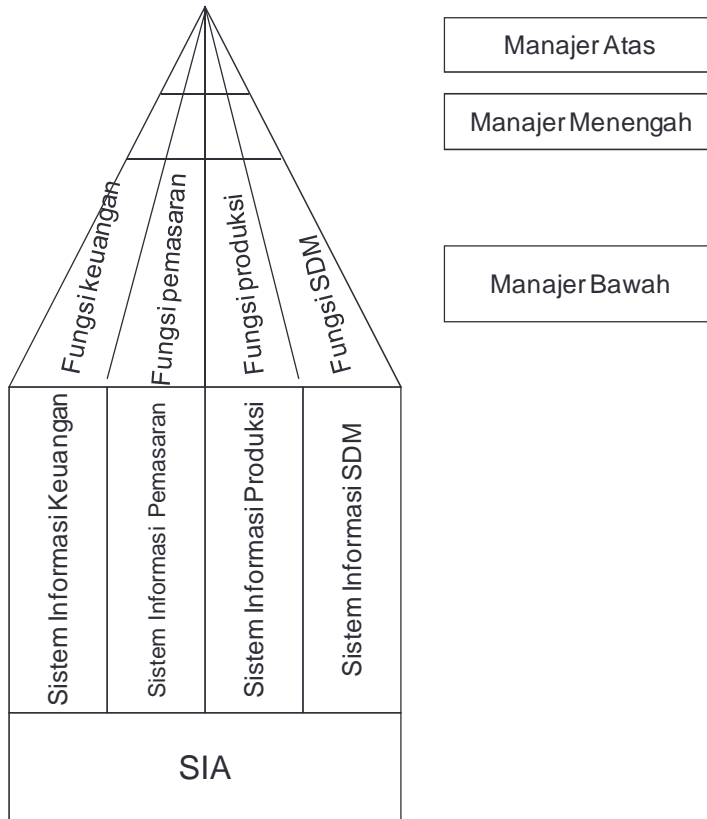 Manajer Atas
Manajer Menengah
Manajer Bawah
Fungsi keuangan
Fungsi pemasaran
Fungsi produksi
Fungsi SDM
Sistem Informasi Keuangan
Sistem Informasi Pemasaran
Sistem Informasi Produksi
Sistem Informasi SDM
SIA